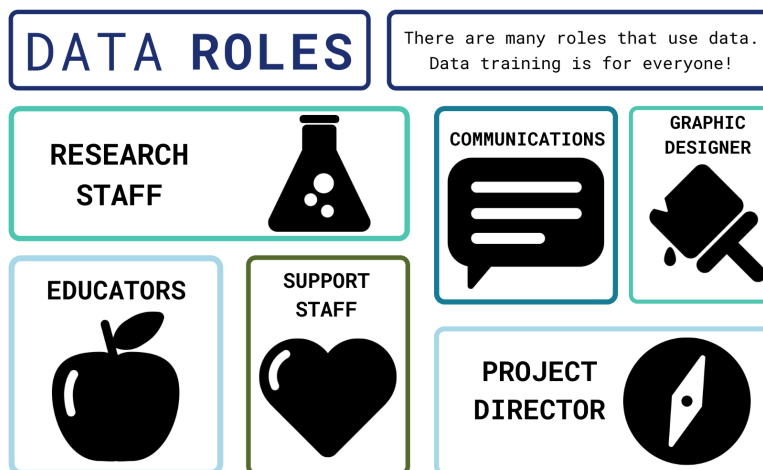 DATA ROLES
There are many roles that use data.
Data training is for everyone!
RESEARCH
STAFF
COMMUNICATIONS
GRAPHIC
DESIGNER
EDUCATORS
SUPPORT
STAFF
PROJECT
DIRECTOR